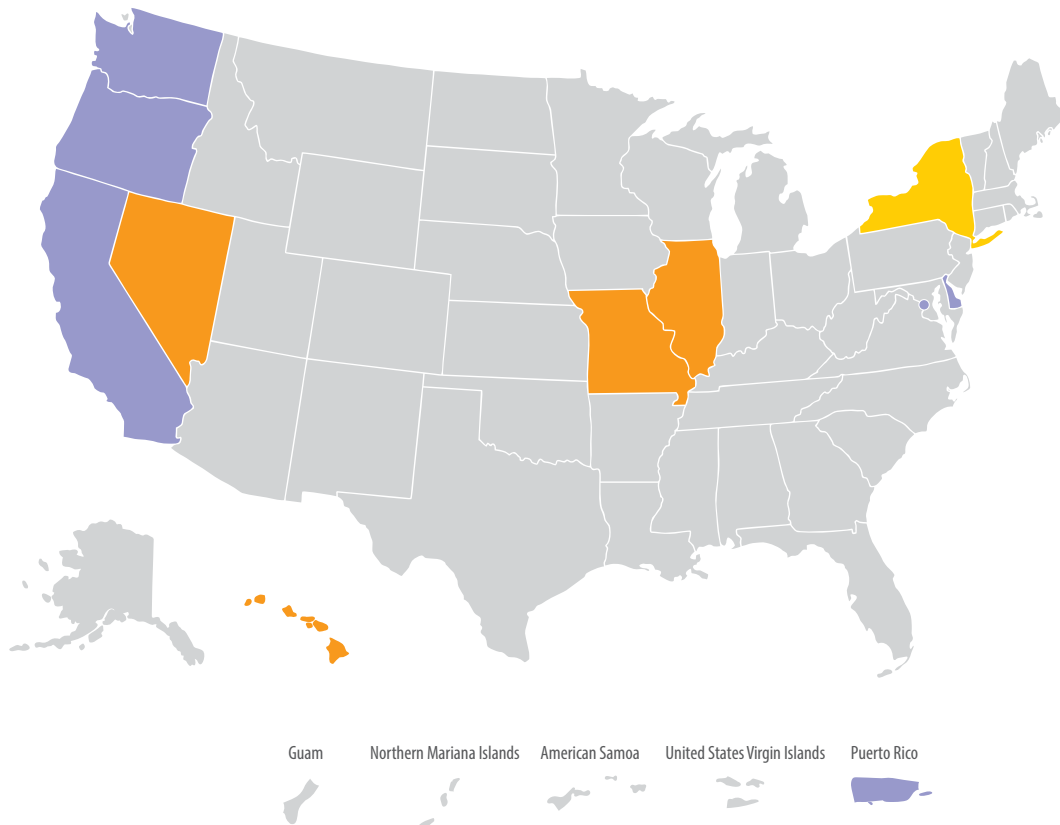 Guam
Northern Mariana Islands
American Samoa
United States Virgin Islands
Puerto Rico